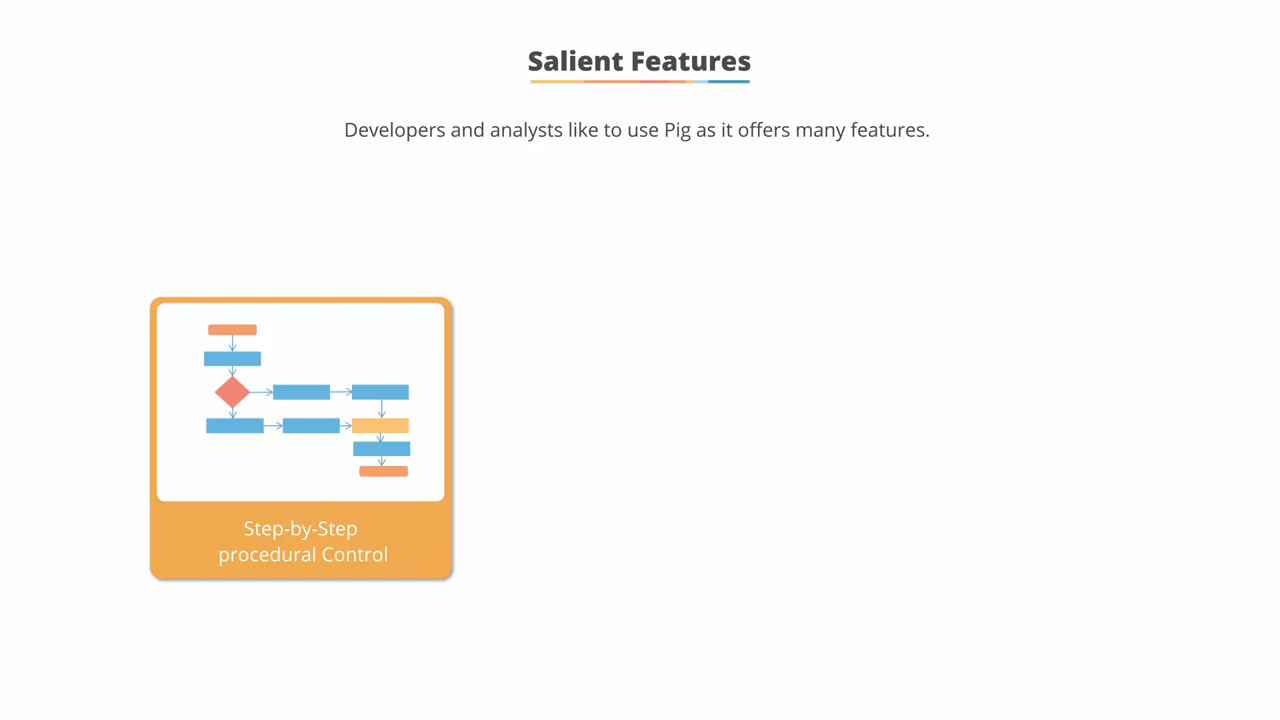 Salient Features
Developers and analysts like to use Pig as it offers many features.
Step-by-Step
procedural Control